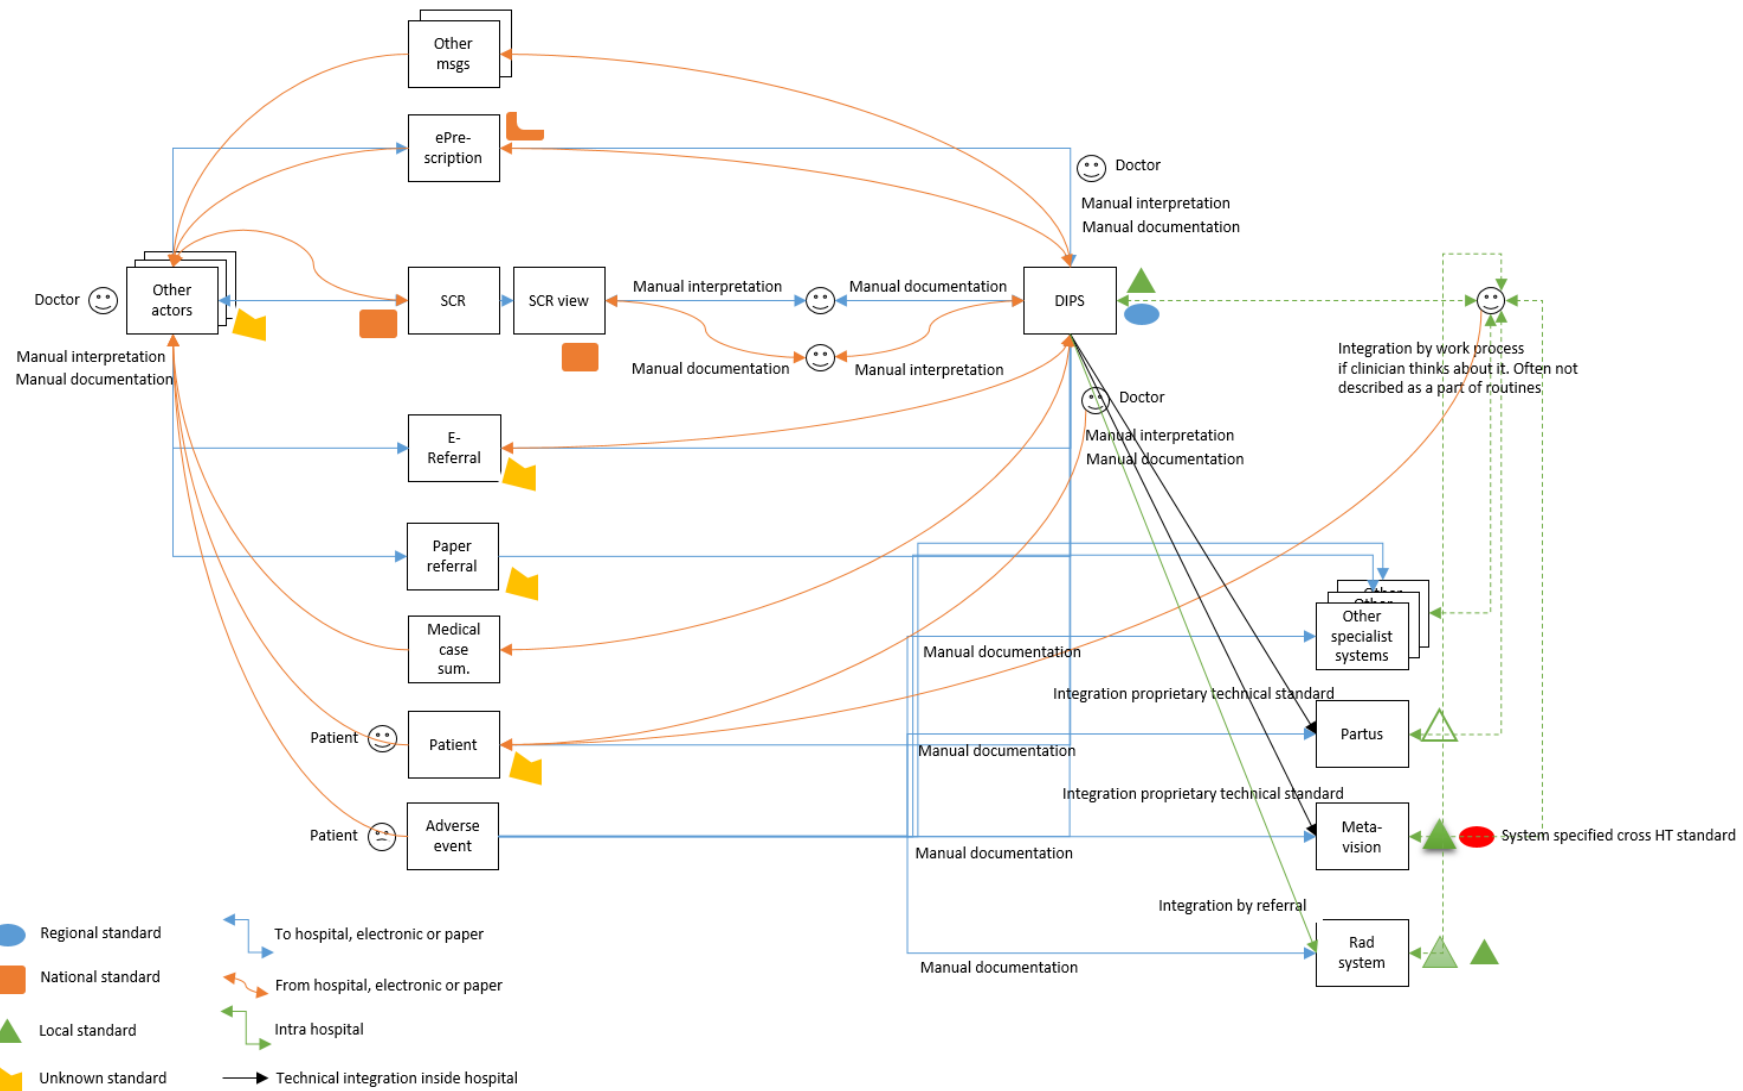 Other
msgs
ePre-
scription
Doctor
Manual interpretation
Manual documentation
Doctor
Other
actors
SCR
SCR view
Manual interpretation
Manual documentation
DIPS
Manual documentation
Manual interpretation
Manual interpretation
Manual documentation
Integration by work process
if clinician thinks about it. Often not
described as a part of routines
Doctor
Manual interpretation
Manual documentation
E-
Referral
Paper
referral
Medical
case
sum.
Other
Other
Other
specialist
systems
Manual documentation
Integration proprietary technical standard
Patient
Patient
Partus
Manual documentation
Integration proprietary technical standard
Patient
Adverse
event
Meta-
vision
System specified cross HT standard
Manual documentation
Integration by referral
Rad
system
Manual documentation
Regional standard
To hospital, electronic or paper
National standard
From hospital, electronic or paper
Local standard
Intra hospital
Unknown standard
Technical integration inside hospital